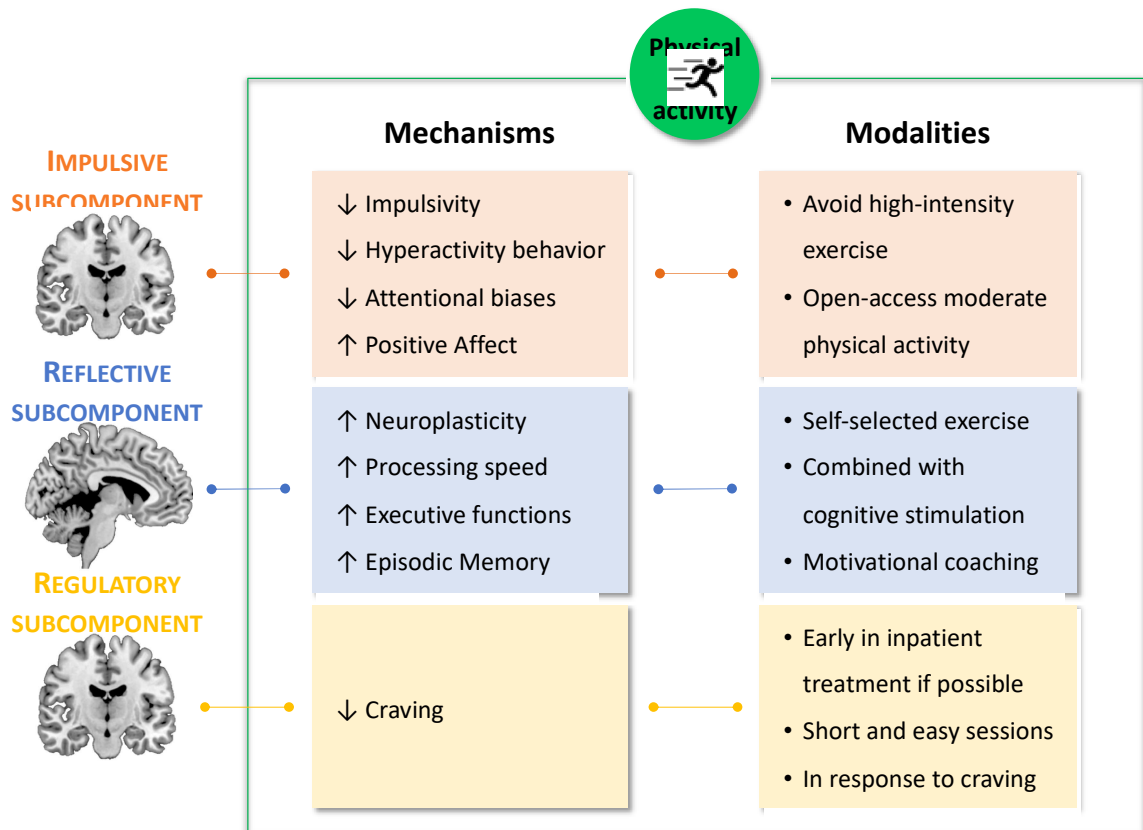 Physical
activity
Mechanisms
Modalities
IMPULSIVE
SUBCOMPONENT
↓ Impulsivity
↓ Hyperactivity behavior
↓ Attentional biases
↑ Positive Affect
• Avoid high-intensity
exercise
• Open-access moderate
physical activity
REFLECTIVE
SUBCOMPONENT
↑ Neuroplasticity
↑ Processing speed
↑ Executive functions
↑ Episodic Memory
• Self-selected exercise
• Combined with
cognitive stimulation
• Motivational coaching
REGULATORY
SUBCOMPONENT
↓ Craving
• Early in inpatient
treatment if possible
• Short and easy sessions
• In response to craving